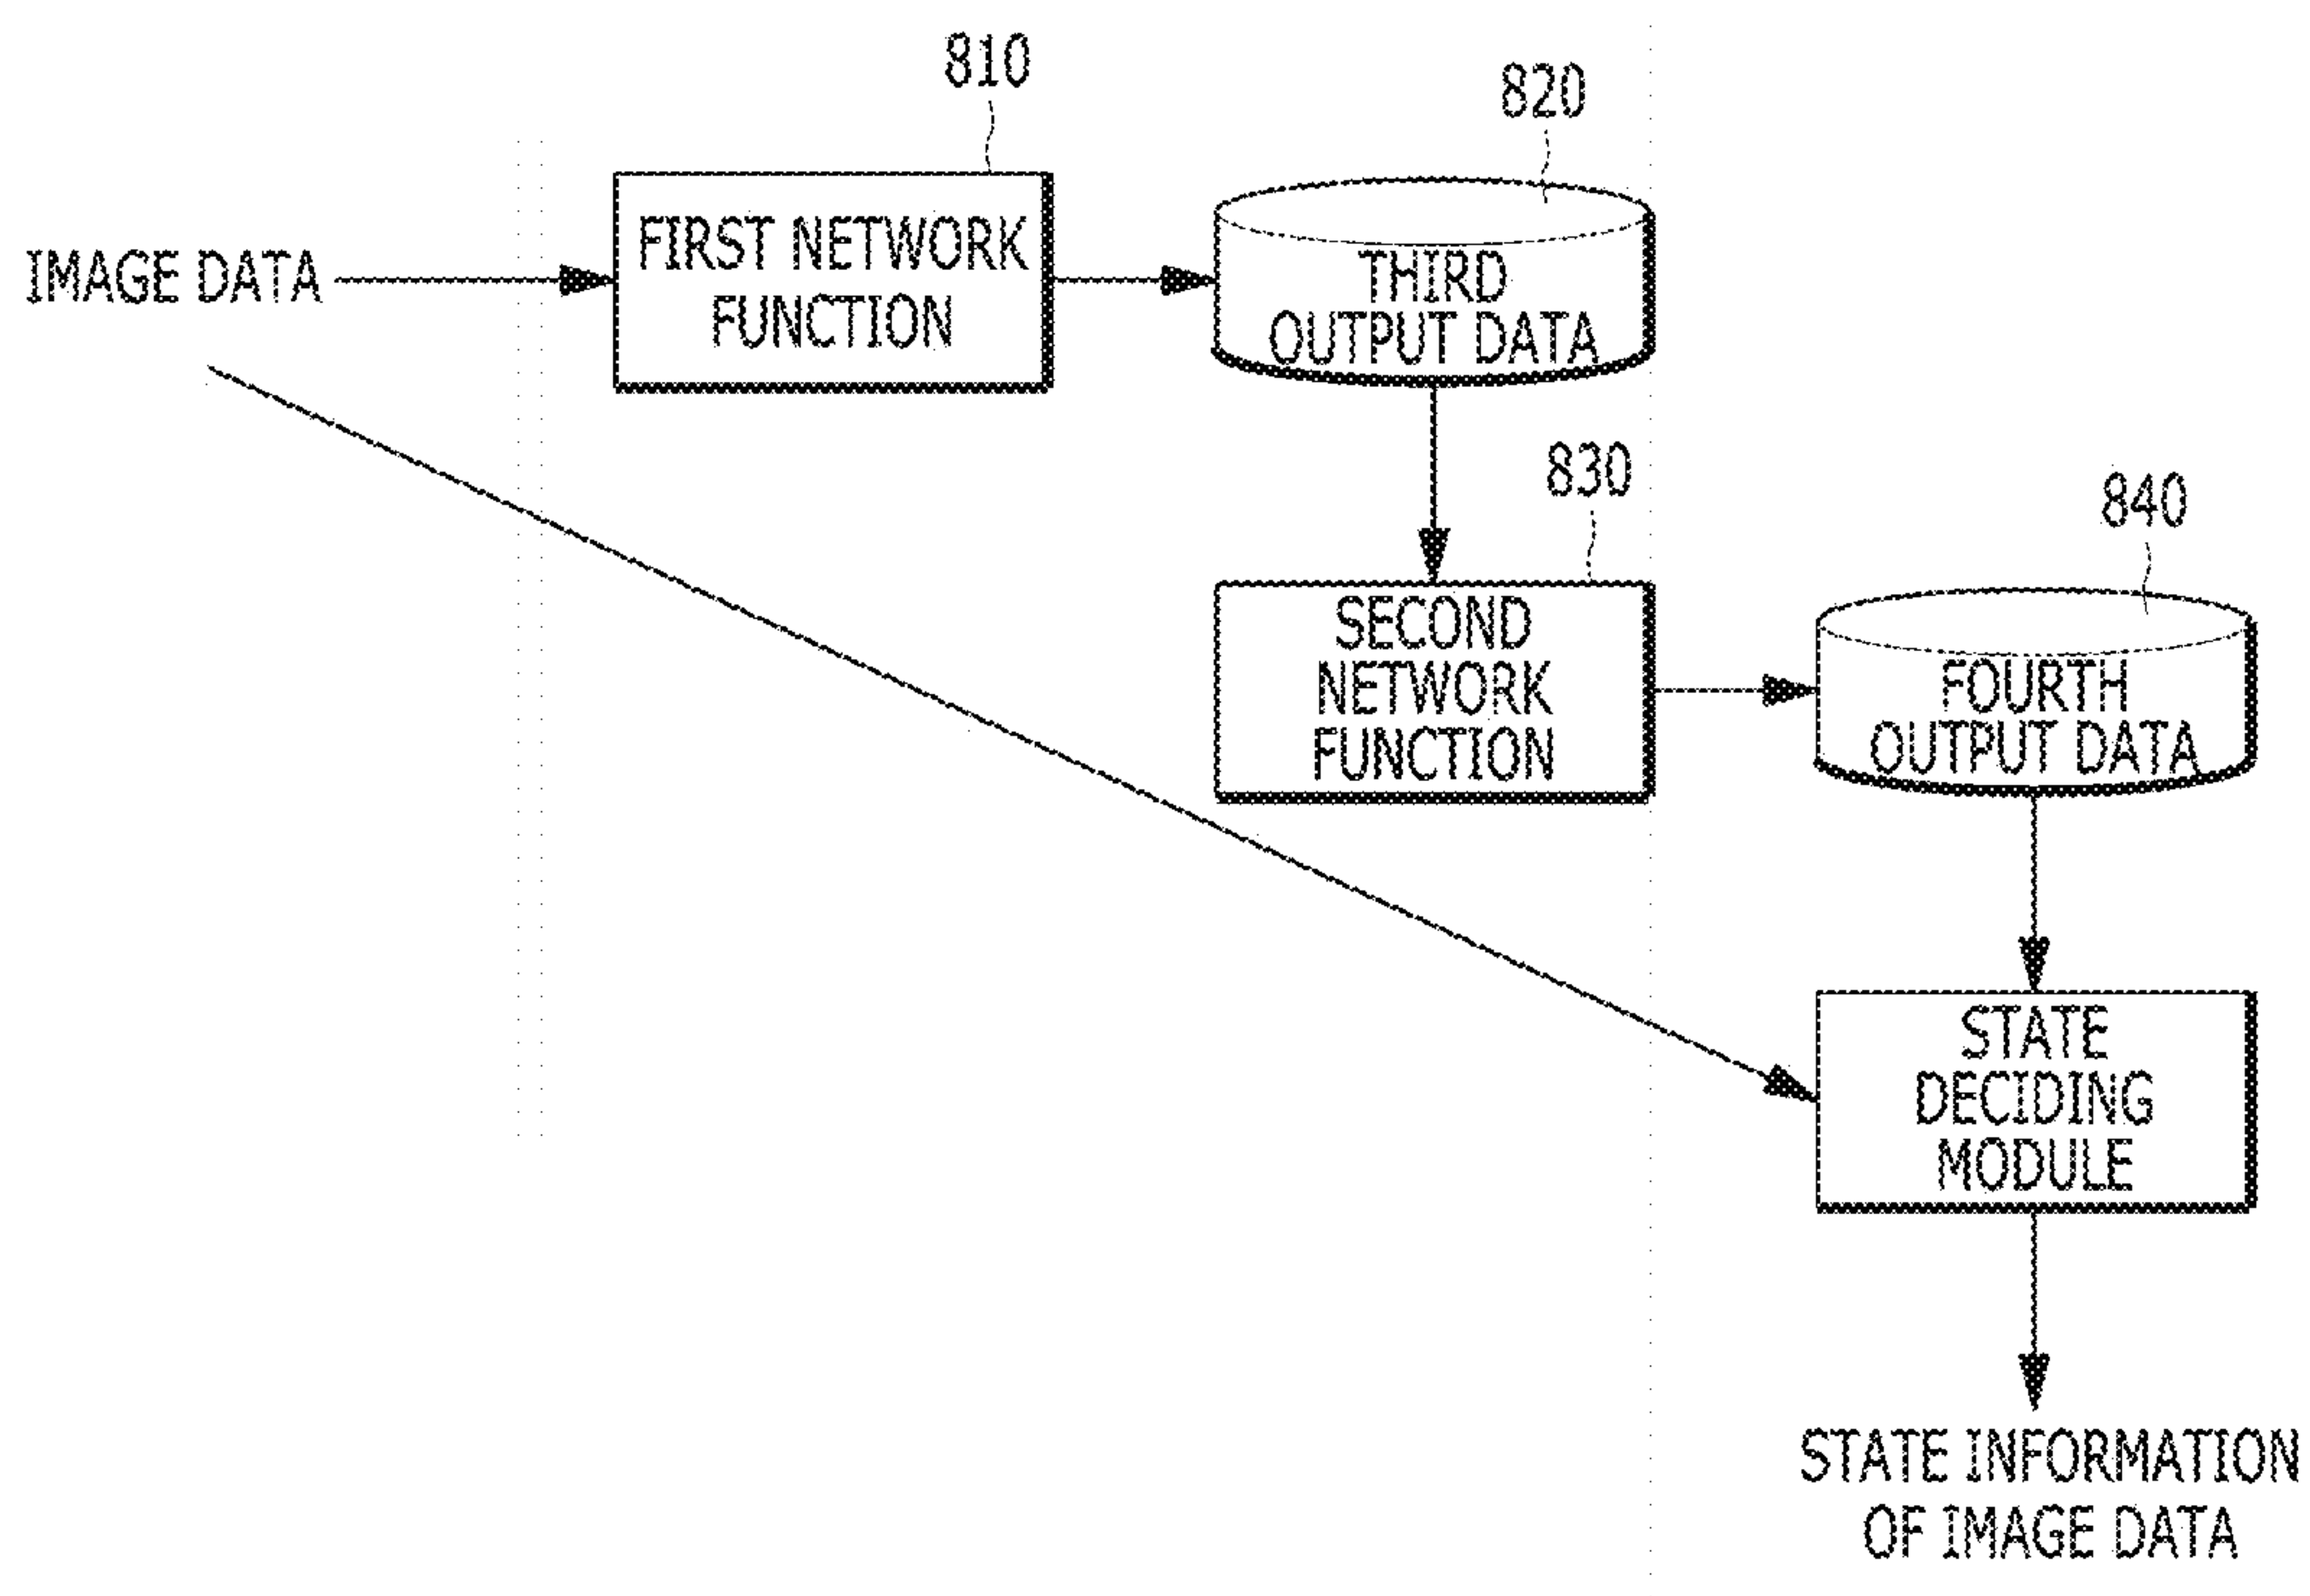 810
820
IMAGE DATA
FIRST NETWORK
FUNCTION
THIRD
OUTPUT DATA
830
840
SECOND
NETWORK
FUNCTION
FOURTH
OUTPUT DATA
STATE
DECIDING
MODULE
STATE INFORMATION
OF IMAGE DATA